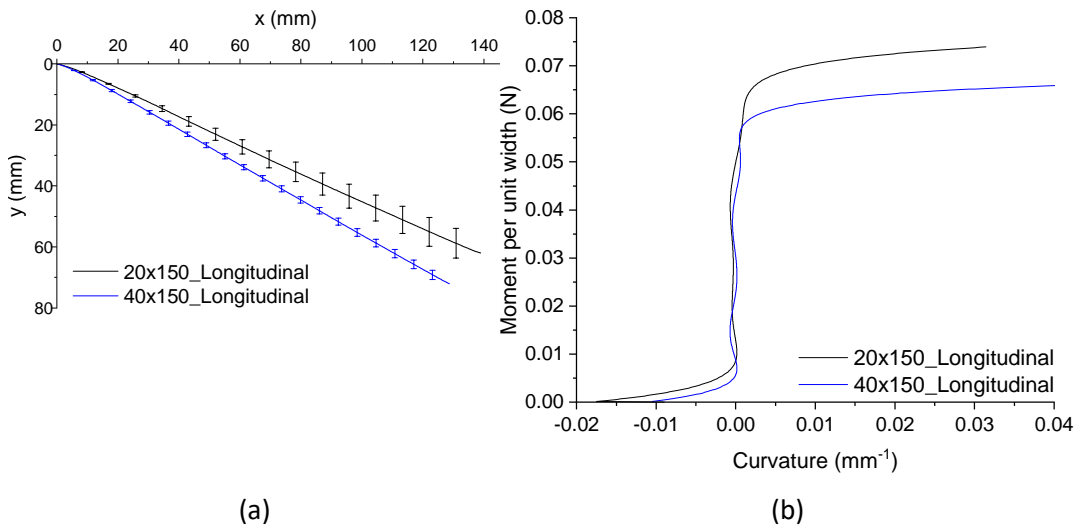 x (mm)
0 20 40 60 80 100 120 140
0
20
40
60
80
y (mm)
20x150_Longitudinal
40x150_Longitudinal
(a)
0.08
0.07
0.06
0.05
0.04
0.03
0.02
0.01
0.00
Moment per unit width (N)
20x150_Longitudinal
40x150_Longitudinal
-0.02 -0.01 0.00 0.01 0.02 0.03 0.04
Curvature (mm⁻¹)
(b)